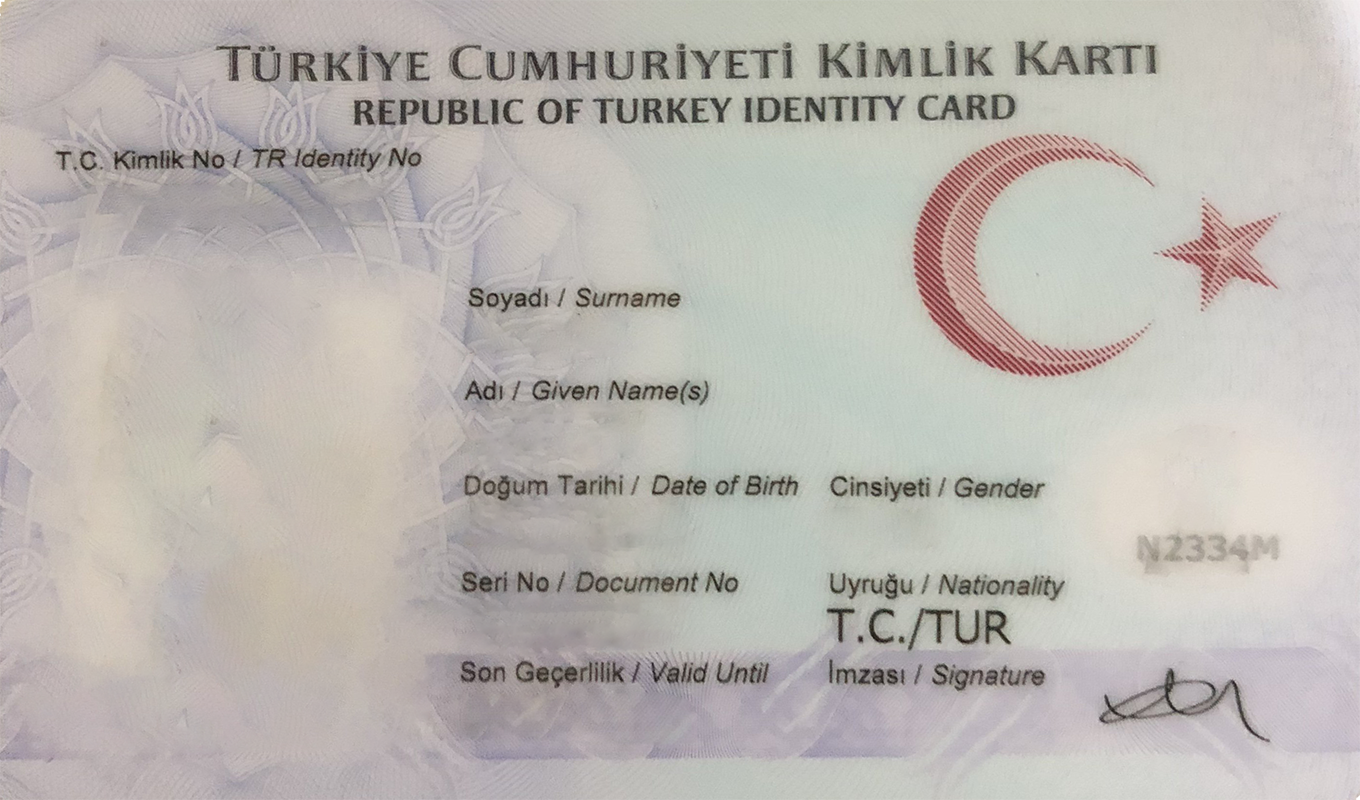 TÜRKİYE CUMHURİYETİ KİMLİK KARTI
REPUBLIC OF TURKEY IDENTITY CARD
T.C. Kimlik No / TR Identity No
Soyadı / Surname
Adı / Given Name(s)
Doğum Tarihi / Date of Birth Cinsiyeti / Gender
N2334M
Seri No / Document No Uyruğu / Nationality
T.C./TUR
Son Geçerlilik / Valid Until İmzası / Signature